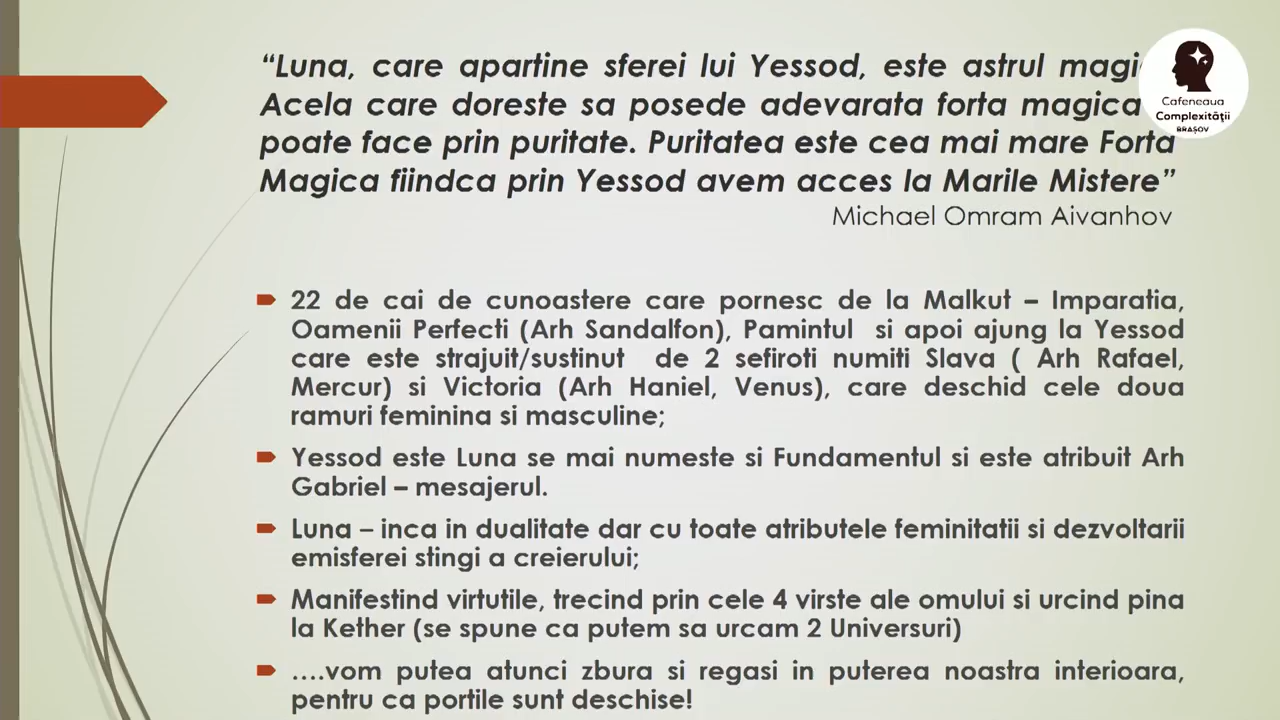 “Luna, care apartine sferei lui Yessod, este astrul
Acela care doreste sa posede adevarata forta magica
poate face prin puritate. Puritatea este cea mai mare Forta
Magica fiindca prin Yessod avem acces la Marile Mistere”
Michael Omram Aivanhov
Cafeneaua
Complexităţii
BRAŞOV
22 de cai de cunoastere care pornesc de la Malkut – Imparatia,
Oamenii Perfecti (Arh Sandalfon), Pamintul si apoi ajung la Yessod
care este strajuit/sustinut de 2 sefiroti numiti Slava ( Arh Rafael,
Mercur) si Victoria (Arh Haniel, Venus), care deschid cele doua
ramuri feminina si masculine;
Yessod este Luna se mai numeste si Fundamentul si este atribuit Arh
Gabriel – mesajerul.
Luna – inca in dualitate dar cu toate atributele feminitatii si dezvoltarii
emisferei stingi a creierului;
Manifestind virtutile, trecind prin cele 4 virste ale omului si urcind pina
la Kether (se spune ca putem sa urcam 2 Universuri)
….vom putea atunci zbura si regasi in puterea noastra interioara,
pentru ca portile sunt deschise!